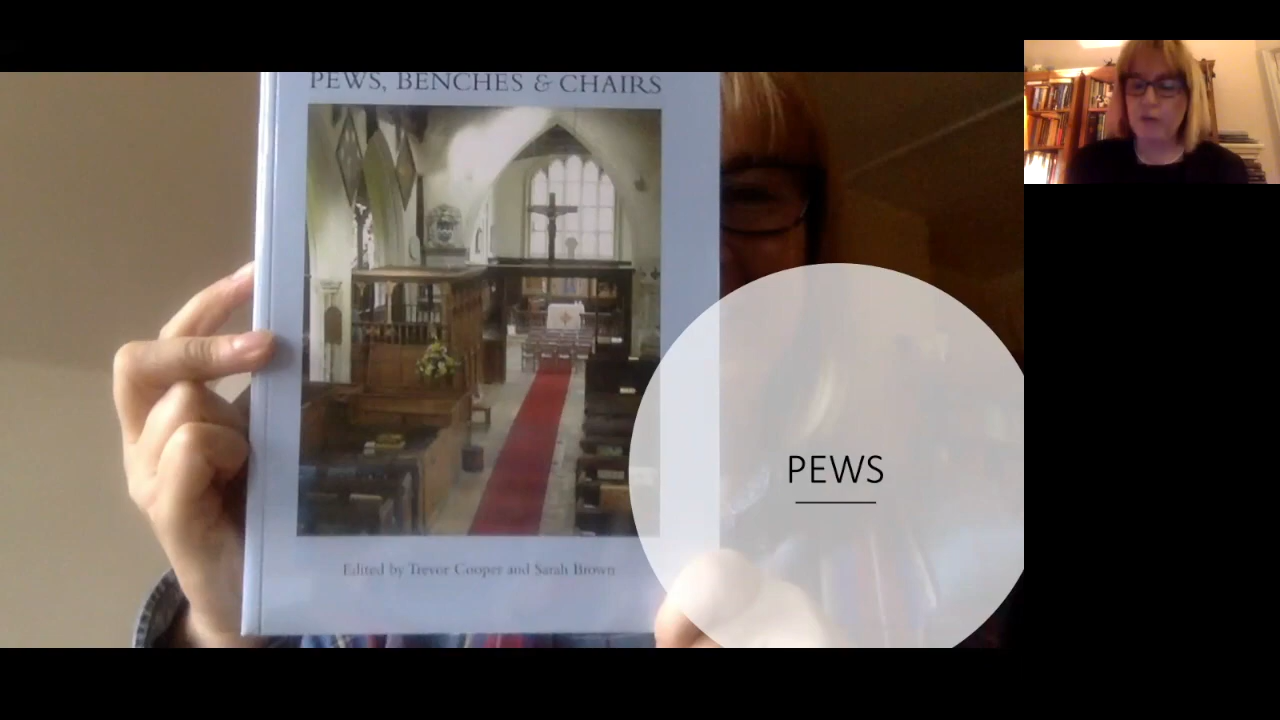 PEWS, BENCHES & CHAIRS
Edited by Trevor Cooper and Sarah Brown
PEWS